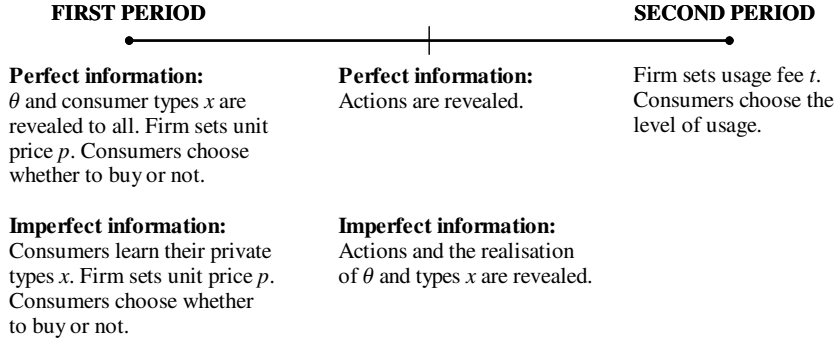 FIRST PERIOD
SECOND PERIOD
Perfect information:
θ and consumer types x are
revealed to all. Firm sets unit
price p. Consumers choose
whether to buy or not.
Perfect information:
Actions are revealed.
Firm sets usage fee t.
Consumers choose the
level of usage.
Imperfect information:
Consumers learn their private
types x. Firm sets unit price p.
Consumers choose whether
to buy or not.
Imperfect information:
Actions and the realisation
of θ and types x are revealed.